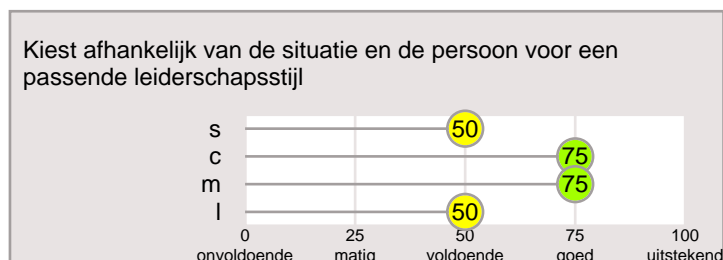 Kiest afhankelijk van de situatie en de persoon voor een
passende leiderschapsstijl
s 50
c 75
m 75
l 50
0 25 50 75 100
onvoldoende matig voldoende goed uitstekend